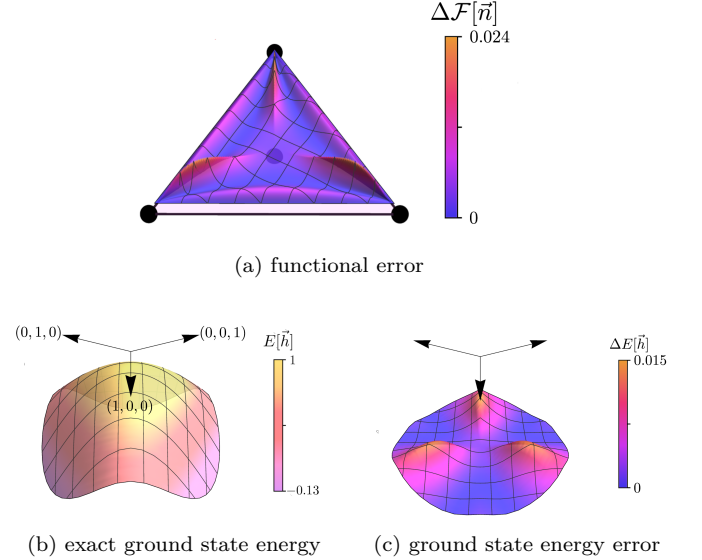 Δℱ[n⃗]
0.024
0
(a) functional error
(0,1,0)
(0,0,1)
(1,0,0)
E[h⃗]
1
−0.13
ΔE[h⃗]
0.015
0
(b) exact ground state energy
(c) ground state energy error